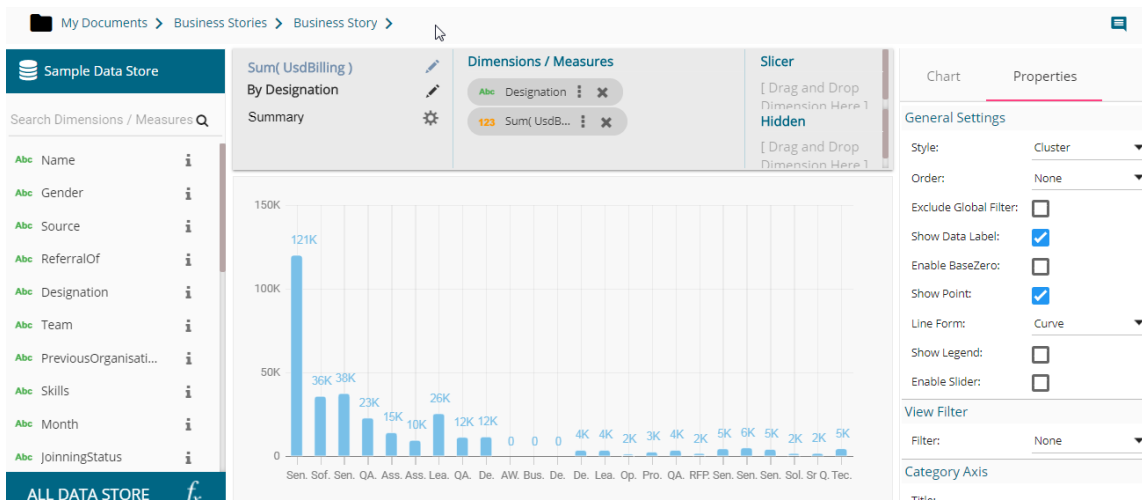 My Documents > Business Stories > Business Story >
Sample Data Store
Search Dimensions / Measures
Abc Name
Abc Gender
Abc Source
Abc ReferralOf
Abc Designation
Abc Team
Abc PreviousOrganisati...
Abc Skills
Abc Month
Abc JoinningStatus
ALL DATA STORE fx
Sum( UsdBilling )
By Designation
Summary
Dimensions / Measures
Abc Designation
123 Sum( UsdB...
Slicer
[ Drag and Drop
Dimension Here ]
Hidden
[ Drag and Drop
Dimension Here ]
150K
100K
50K
0
121K 36K 38K 23K 15K 10K 26K 12K 12K 0 0 0 4K 4K 2K 3K 4K 2K 5K 6K 5K 2K 2K 5K
Sen. Sof. Sen. QA. Ass. Ass. Lea. QA. De. AW. Bus. De. De. Lea. Op. Pro. QA. RFP. Sen. Sen. Sen. Sol. Sr Q. Tec.
Chart Properties
General Settings
Style: Cluster
Order: None
Exclude Global Filter:
Show Data Label:
Enable BaseZero:
Show Point:
Line Form: Curve
Show Legend:
Enable Slider:
View Filter
Filter: None
Category Axis
Title: